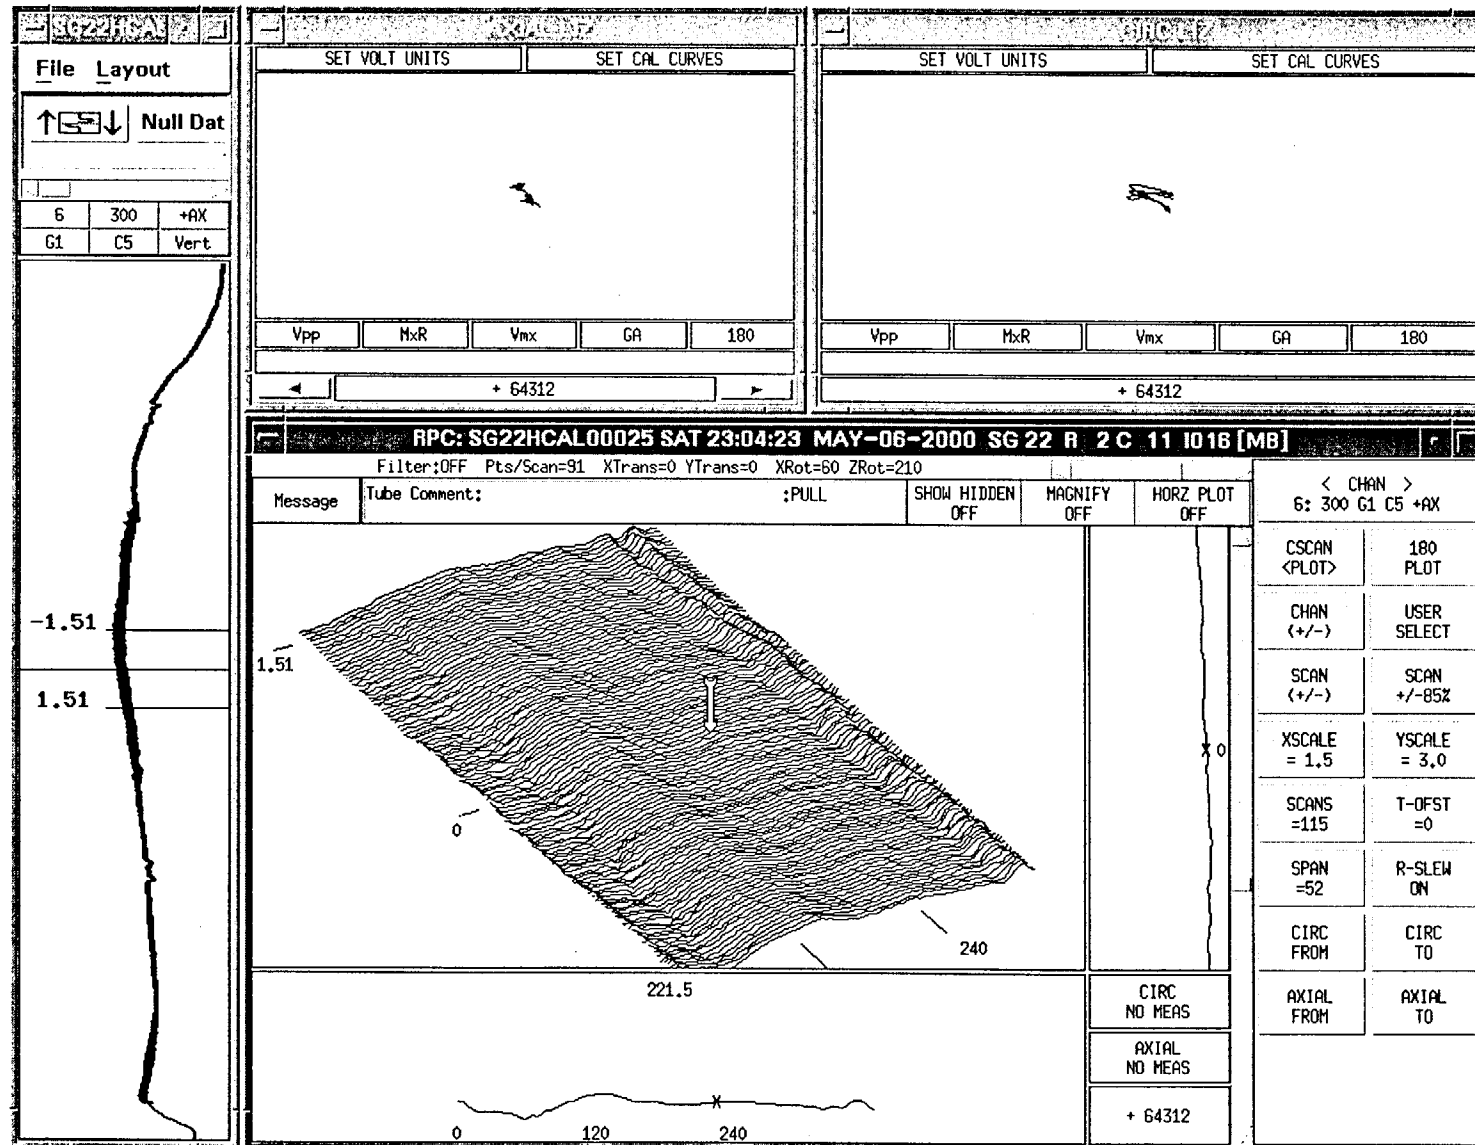 SG22HCAL
File Layout
Null Dat
6 300 +AX
G1 C5 Vert
-1.51
1.51
SET VOLT UNITS SET CAL CURVES
Vpp MxR Vmx GA 180
+ 64312
SET VOLT UNITS SET CAL CURVES
Vpp MxR Vmx GA 180
+ 64312
RPC: SG22HCAL00025 SAT 23:04:23 MAY-06-2000 SG 22 R 2 C 11 I016 [MB]
Filter:OFF Pts/Scan=91 XTrans=0 YTrans=0 XRot=60 ZRot=210
Message
Tube Comment: :PULL
SHOW HIDDEN OFF
MAGNIFY OFF
HORZ PLOT OFF
1.51
0
240
0
221.5
0 120 240
CIRC
NO MEAS
AXIAL
NO MEAS
+ 64312
< CHAN >
6: 300 G1 C5 +AX
CSCAN <PLOT>
180 PLOT
CHAN (+/-)
USER SELECT
SCAN (+/-)
SCAN +/-85%
XSCALE = 1.5
YSCALE = 3.0
SCANS =115
T-OFST =0
SPAN =52
R-SLEW ON
CIRC FROM
CIRC TO
AXIAL FROM
AXIAL TO